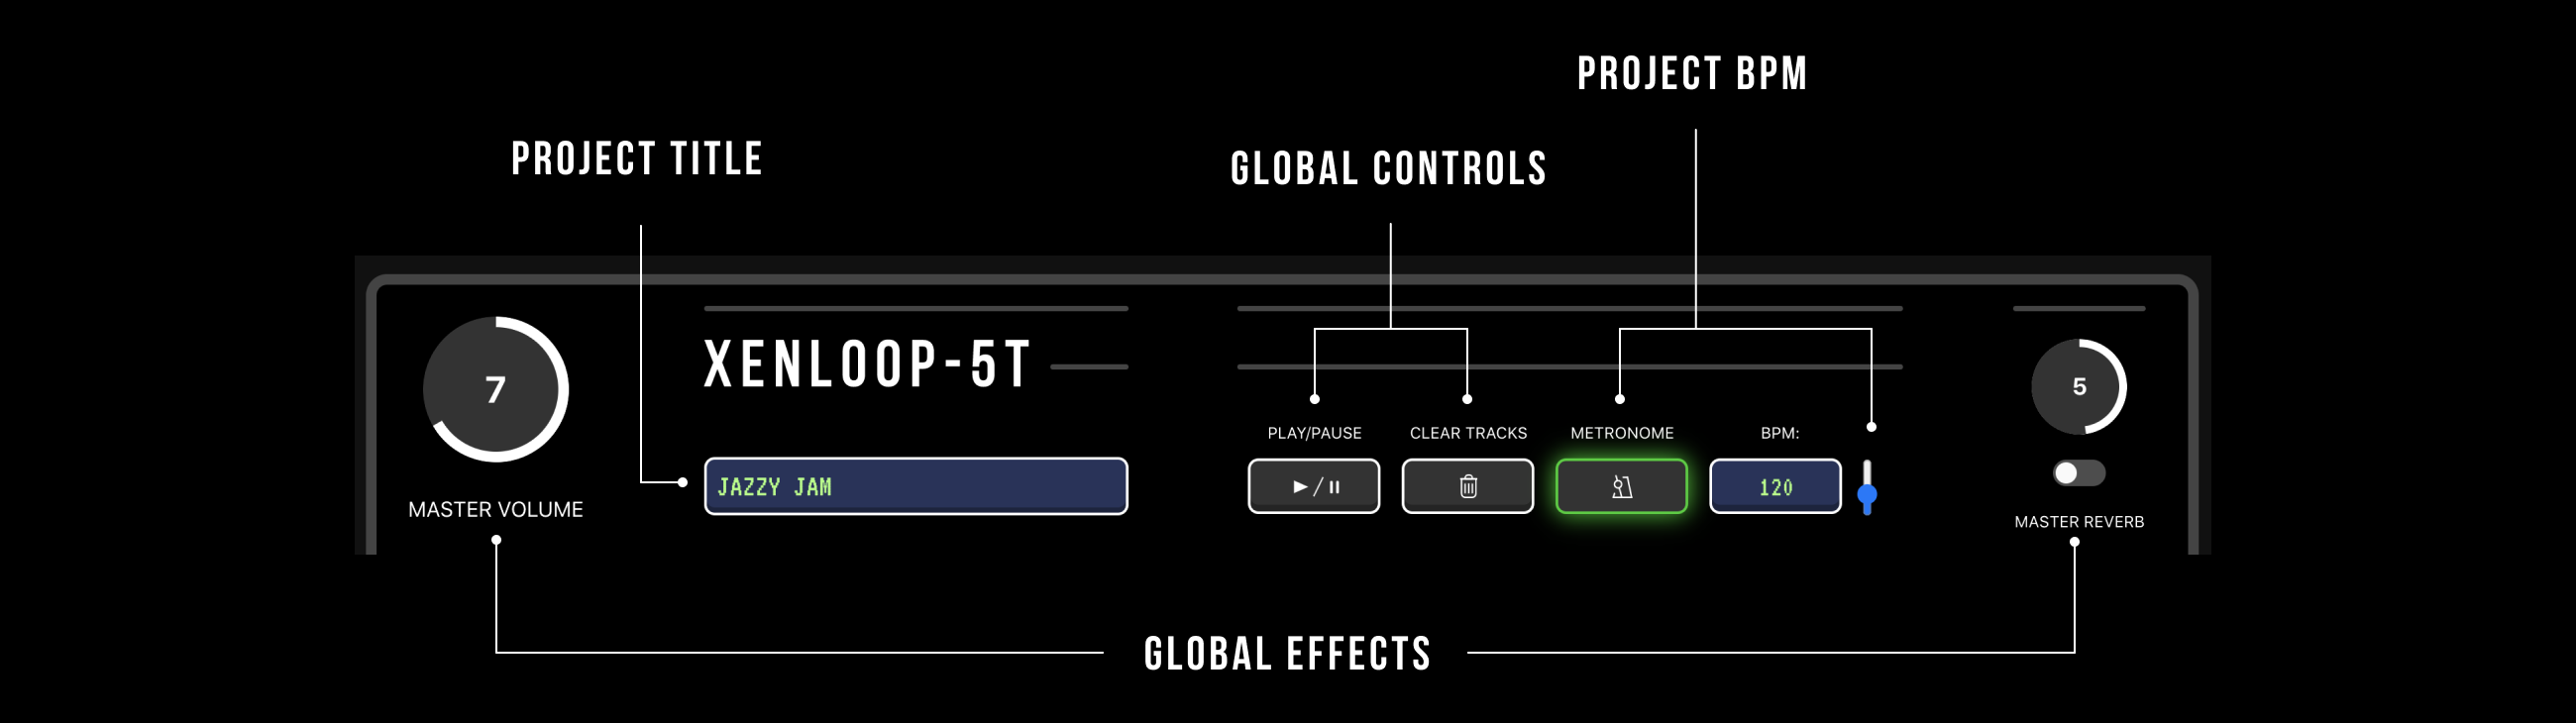 PROJECT BPM
PROJECT TITLE
GLOBAL CONTROLS
XENLOOP-5T
7
5
PLAY/PAUSE
CLEAR TRACKS
METRONOME
BPM:
JAZZY JAM
120
MASTER VOLUME
MASTER REVERB
GLOBAL EFFECTS